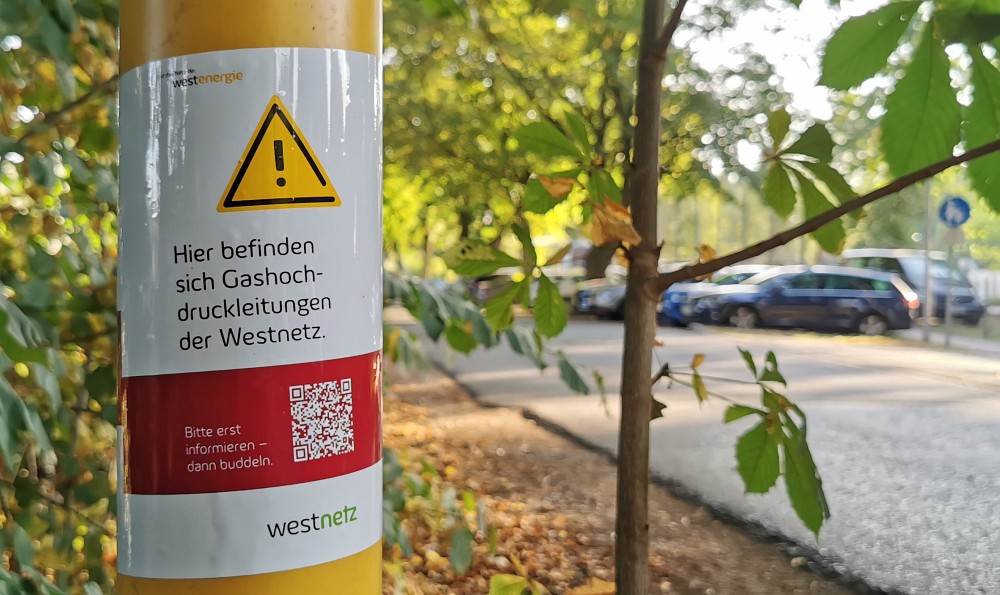 westenergie
Hier befinden
sich Gashoch-
druckleitungen
der Westnetz.
Bitte erst
informieren –
dann buddeln.
westnetz